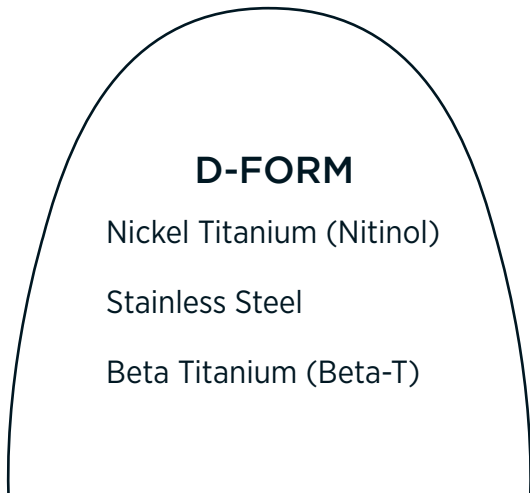 D-FORM
Nickel Titanium (Nitinol)
Stainless Steel
Beta Titanium (Beta-T)